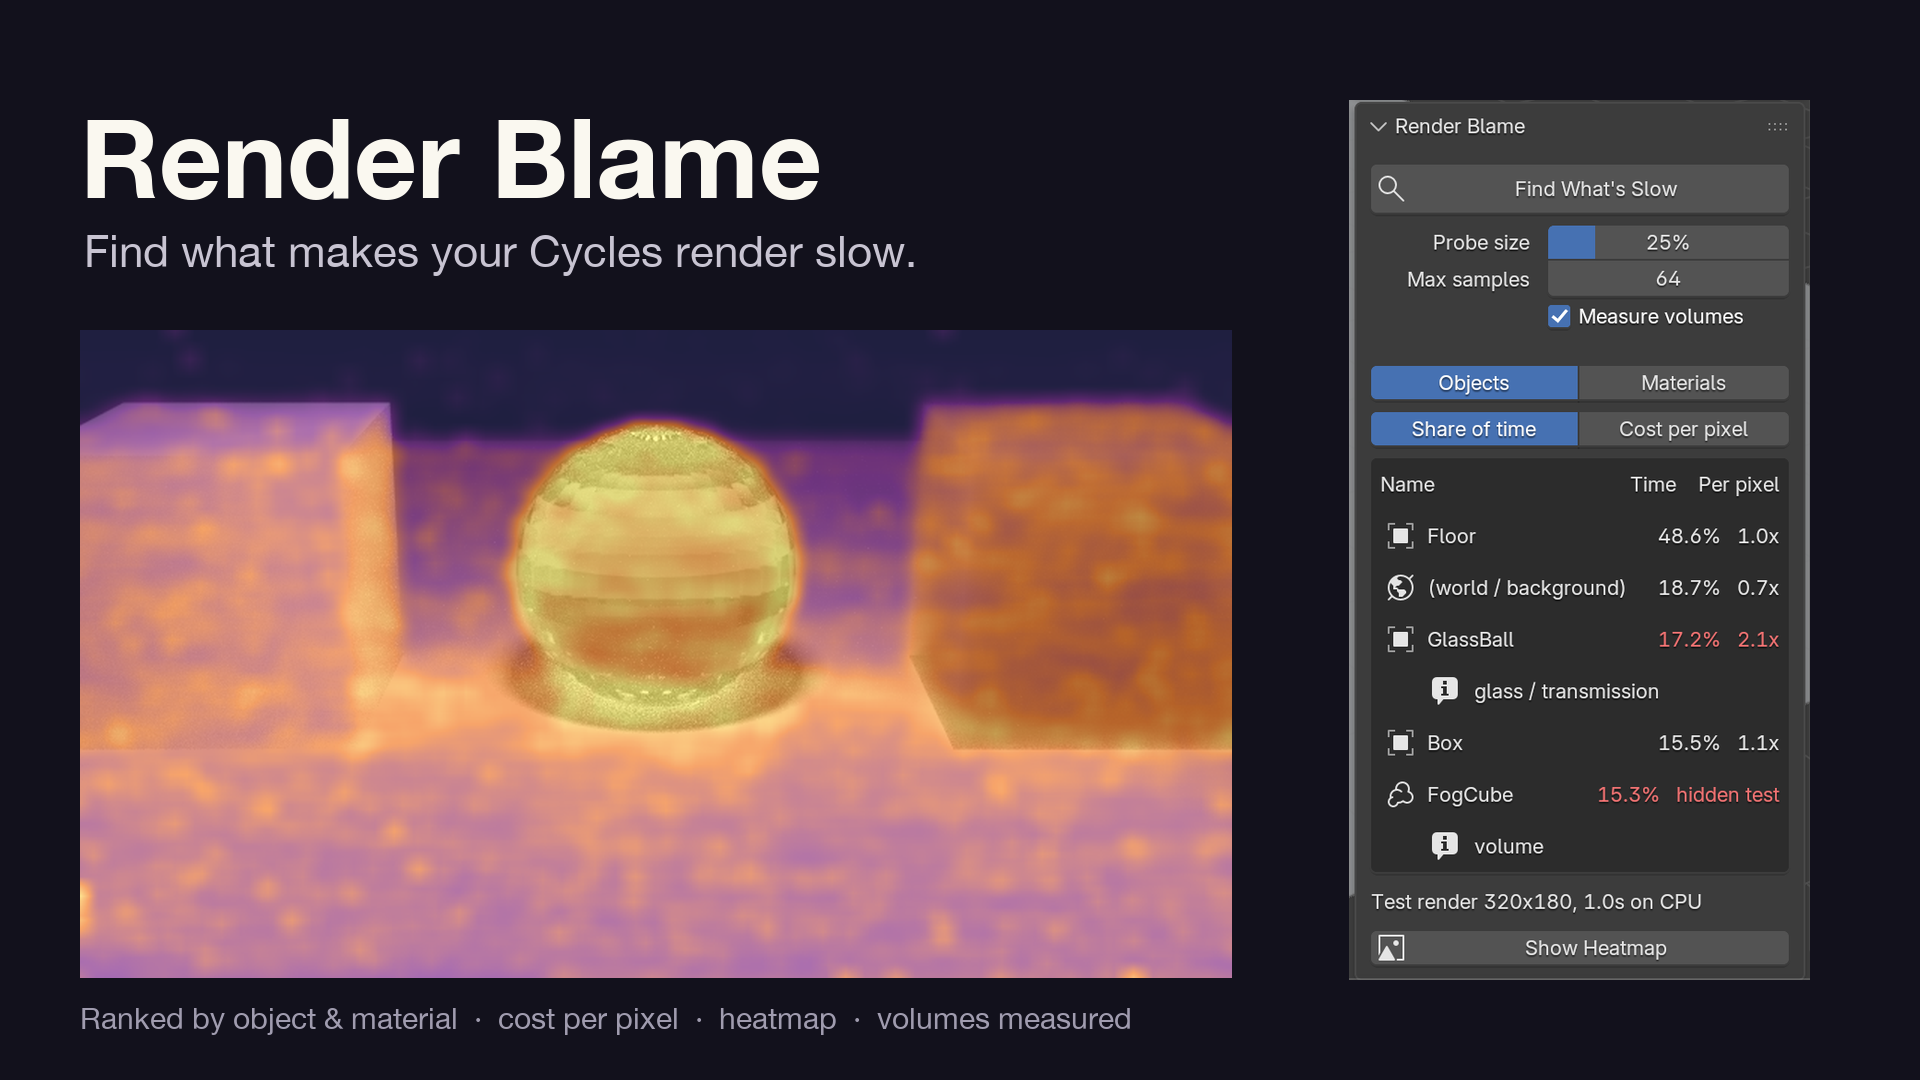 Render Blame
Find what makes your Cycles render slow.
Ranked by object & material · cost per pixel · heatmap · volumes measured
Render Blame
Find What's Slow
Probe size 25%
Max samples 64
Measure volumes
Objects Materials
Share of time Cost per pixel
Name Time Per pixel
Floor 48.6% 1.0x
(world / background) 18.7% 0.7x
GlassBall 17.2% 2.1x
glass / transmission
Box 15.5% 1.1x
FogCube 15.3% hidden test
volume
Test render 320x180, 1.0s on CPU
Show Heatmap